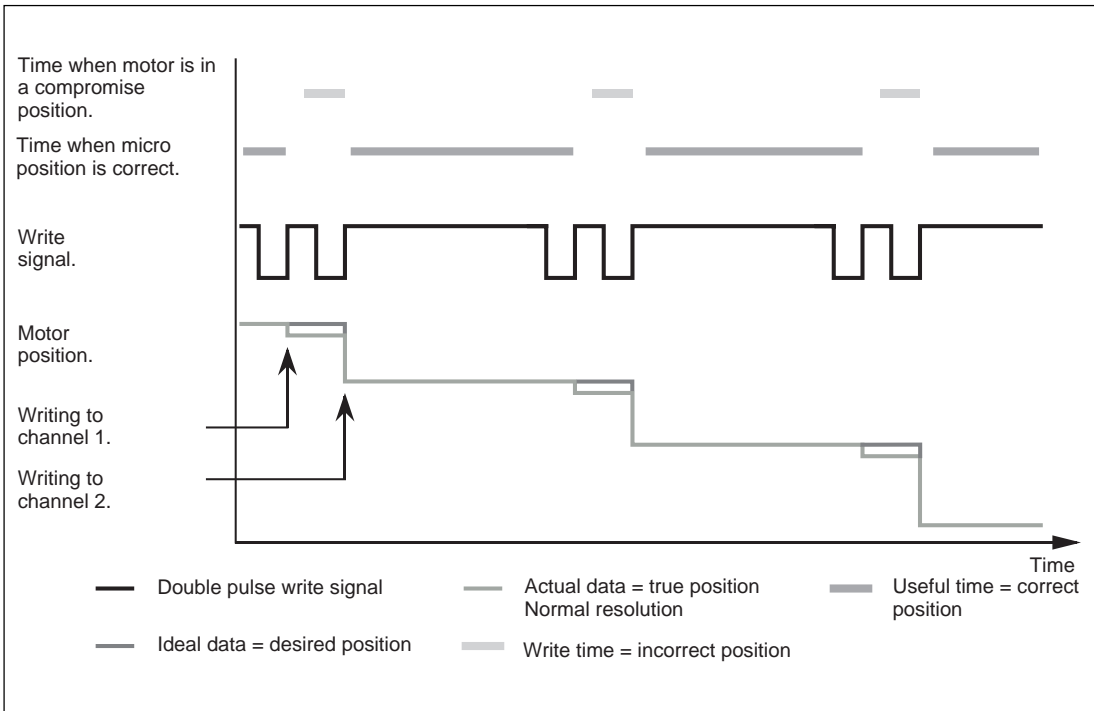 Time when motor is in
a compromise
position.
Time when micro
position is correct.
Write
signal.
Motor
position.
Writing to
channel 1.
Writing to
channel 2.
Time
Double pulse write signal
Ideal data = desired position
Actual data = true position
Normal resolution
Write time = incorrect position
Useful time = correct
position